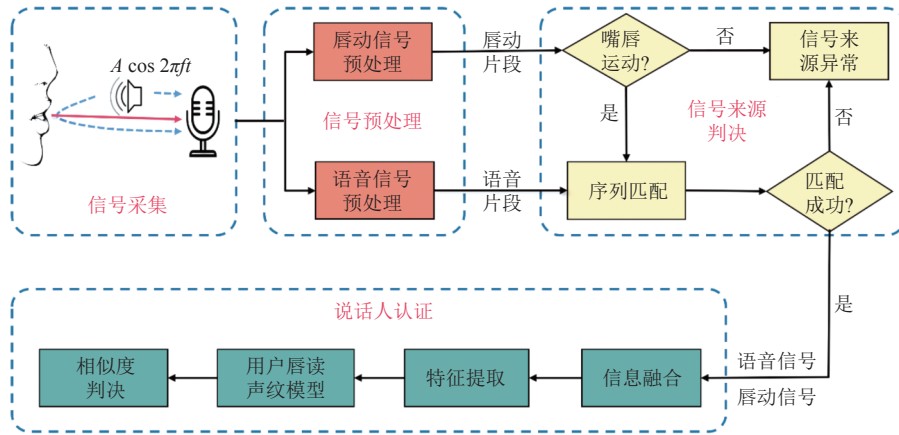 A cos 2πft
信号采集
唇动信号
预处理
信号预处理
语音信号
预处理
唇动
片段
语音
片段
嘴唇
运动?
否
信号来
源异常
是
信号来源
判决
否
序列匹配
匹配
成功?
是
说话人认证
语音信号
唇动信号
信息融合
特征提取
用户唇读
声纹模型
相似度
判决